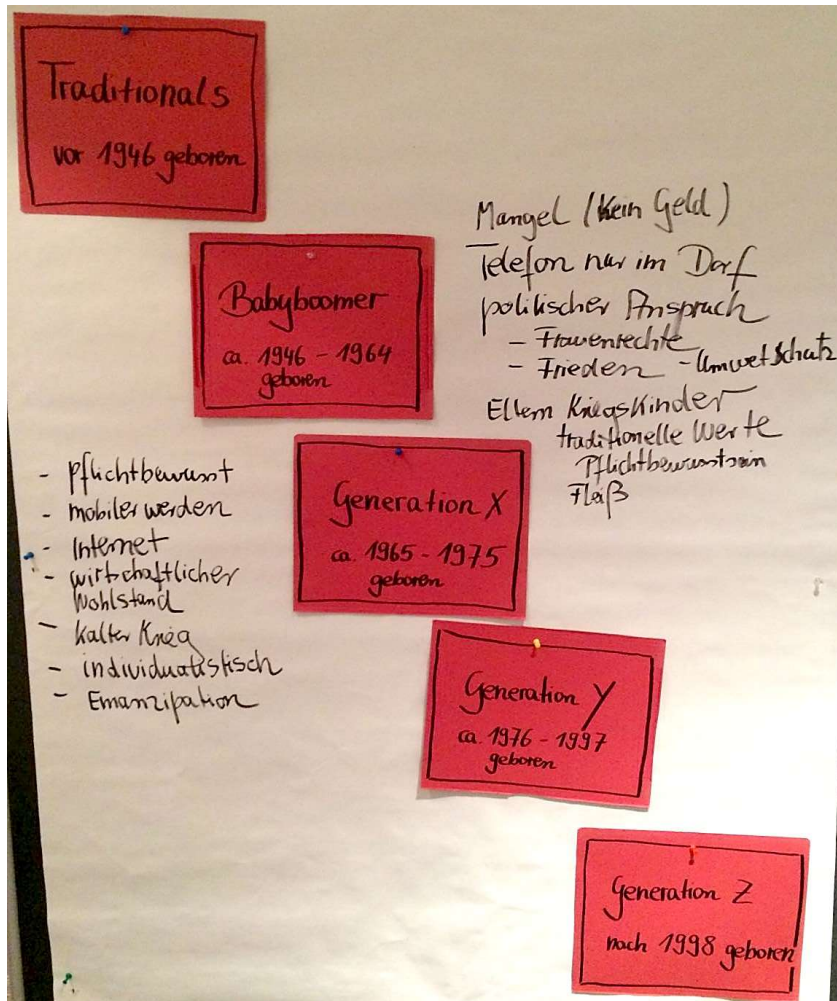 Traditionals
vor 1946 geboren
Babyboomer
ca. 1946 - 1964
geboren
Mangel (kein Geld)
Telefon nur im Dorf
politischer Anspruch
- Frauenrechte
- Frieden - Umwetschutz
Eltern Kriegskinder
traditionelle Werte
Pflichtbewusstsein
Fleiß
Generation X
ca. 1965 - 1975
geboren
- pflichtbewusst
- mobiler werden
- Internet
- wirtschaftlicher
Wohlstand
- Kalter Krieg
- individualistisch
- Emanzipation
Generation Y
ca. 1976 - 1997
geboren
Generation Z
nach 1998 geboren